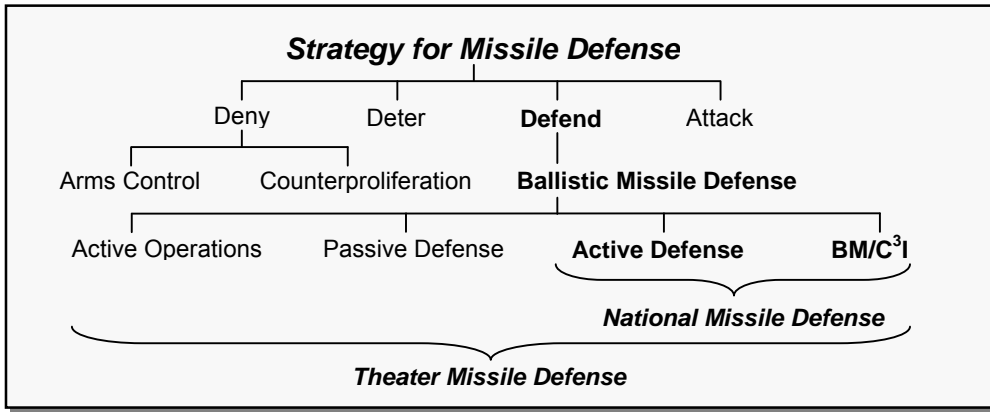 Strategy for Missile Defense
Deny Deter Defend Attack
Arms Control Counterproliferation Ballistic Missile Defense
Active Operations Passive Defense Active Defense BM/C³I
National Missile Defense
Theater Missile Defense